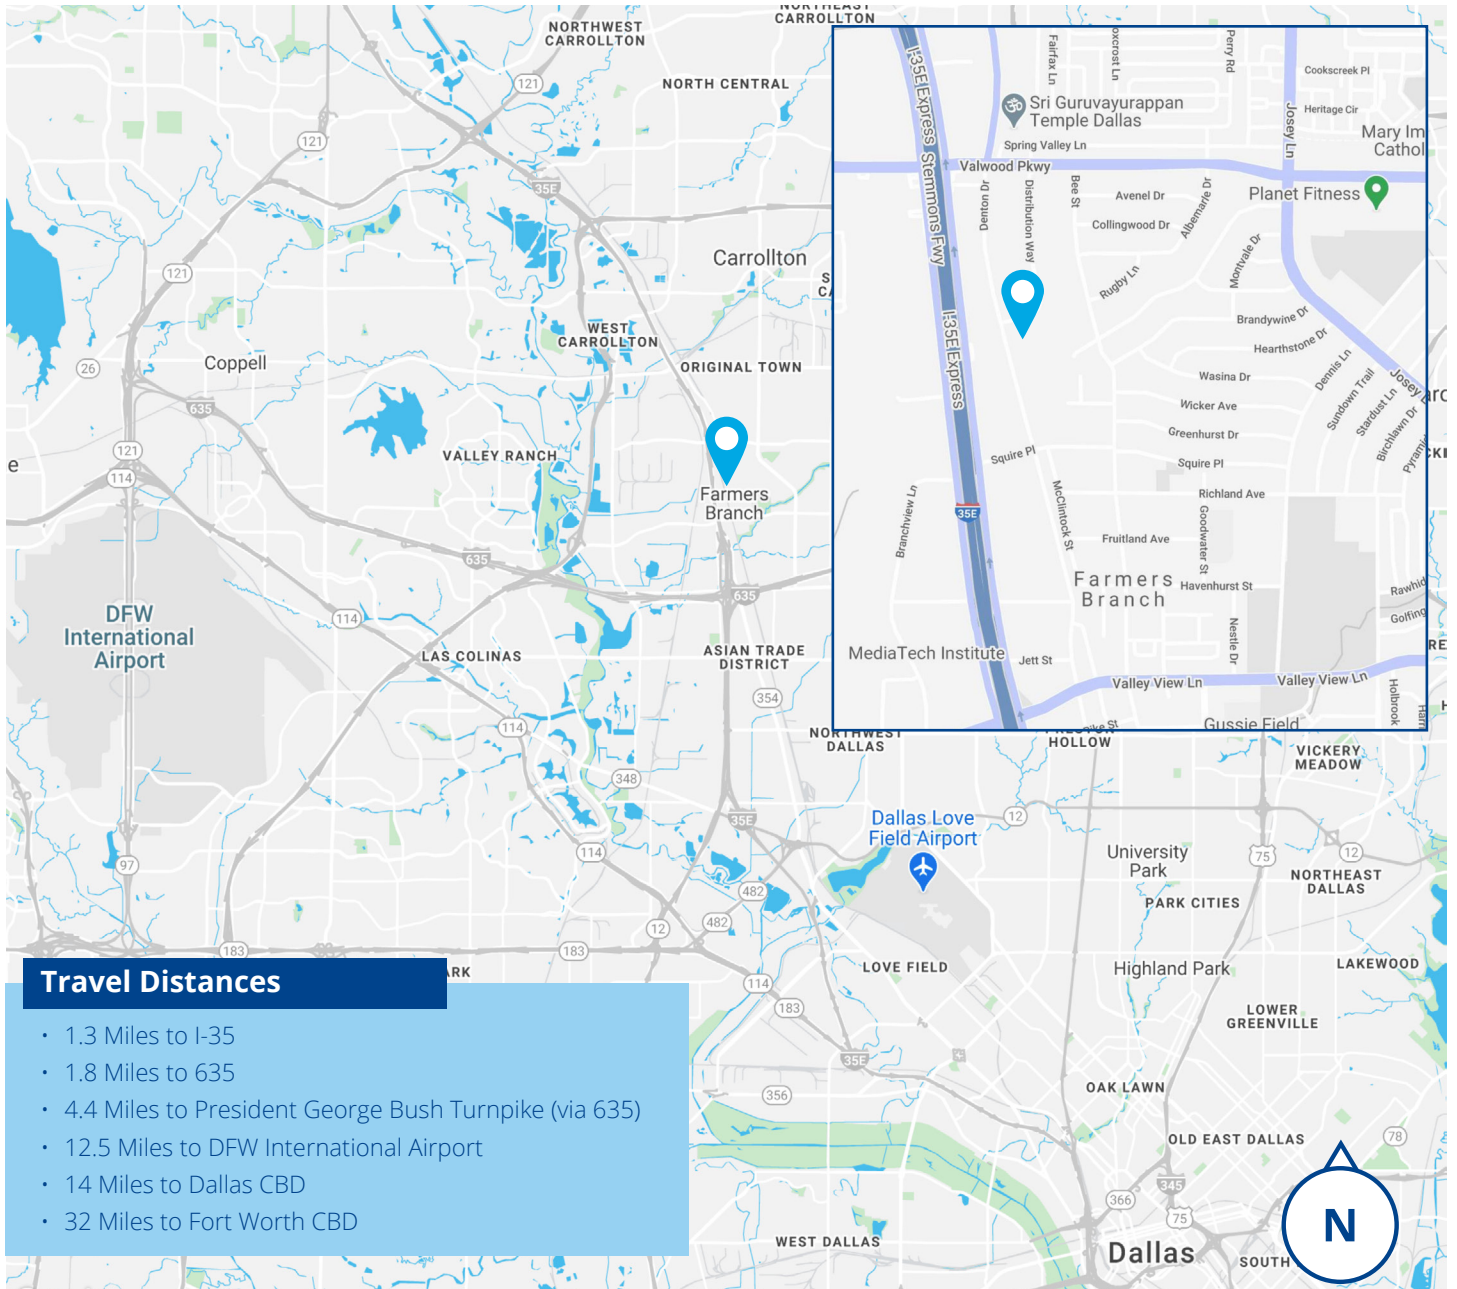 NORTHEAST
CARROLLTON
NORTHWEST
CARROLLTON
121
NORTH CENTRAL
121
35E
121
Carrollton
WEST
CARROLLTON
Coppell
26
ORIGINAL TOWN
635
121
114
VALLEY RANCH
Farmers
Branch
635
635
DFW
International
Airport
114
LAS COLINAS
ASIAN TRADE
DISTRICT
354
114
NORTHWEST
DALLAS
HOLLOW
VICKERY
MEADOW
348
35E
Dallas Love
Field Airport
12
114
97
University
Park
75
12
NORTHEAST
DALLAS
482
PARK CITIES
482
12
183
183
LOVE FIELD
Highland Park
LAKEWOOD
114
183
LOWER
GREENVILLE
35E
356
OAK LAWN
OLD EAST DALLAS
78
366
345
75
WEST DALLAS
Dallas
SOUTH
N
I-35E Express
Stemmons Fwy
I-35E Express
35E
Fairfax Ln
oxcrost Ln
Perry Rd
Cookscreek Pl
Heritage Cir
Josey Ln
Mary Im
Cathol
Sri Guruvayurappan
Temple Dallas
Spring Valley Ln
Valwood Pkwy
Planet Fitness
Denton Dr
Distribution Way
Bee St
Avenel Dr
Collingwood Dr
Albemarle Dr
Rugby Ln
Montvale Dr
Brandywine Dr
Hearthstone Dr
Wasina Dr
Dennis Ln
Sundown Trail
Stardust Ln
Birchlawn Dr
Josey
Wicker Ave
Greenhurst Dr
Squire Pl
Squire Pl
Richland Ave
Branchview Ln
McClintock St
Goodwater St
Fruitland Ave
Farmers
Branch
Havenhurst St
Rawhid
Golfing
Nestle Dr
MediaTech Institute
Jett St
Valley View Ln
Valley View Ln
Holbrook
Gussie Field
Travel Distances
• 1.3 Miles to I-35
• 1.8 Miles to 635
• 4.4 Miles to President George Bush Turnpike (via 635)
• 12.5 Miles to DFW International Airport
• 14 Miles to Dallas CBD
• 32 Miles to Fort Worth CBD